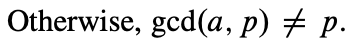 Otherwise, gcd(a, p) ≠ p.